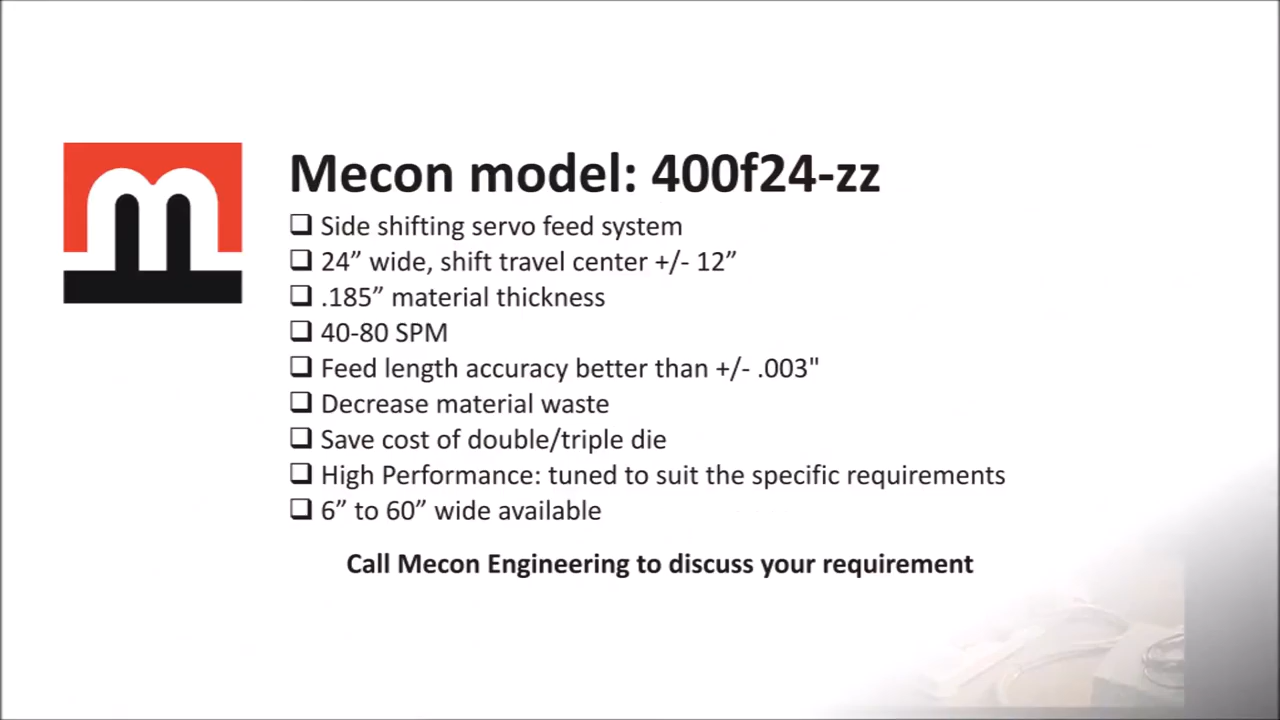 Mecon model: 400f24-zz
❑ Side shifting servo feed system
❑ 24” wide, shift travel center +/- 12”
❑ .185” material thickness
❑ 40-80 SPM
❑ Feed length accuracy better than +/- .003"
❑ Decrease material waste
❑ Save cost of double/triple die
❑ High Performance: tuned to suit the specific requirements
❑ 6” to 60” wide available
Call Mecon Engineering to discuss your requirement